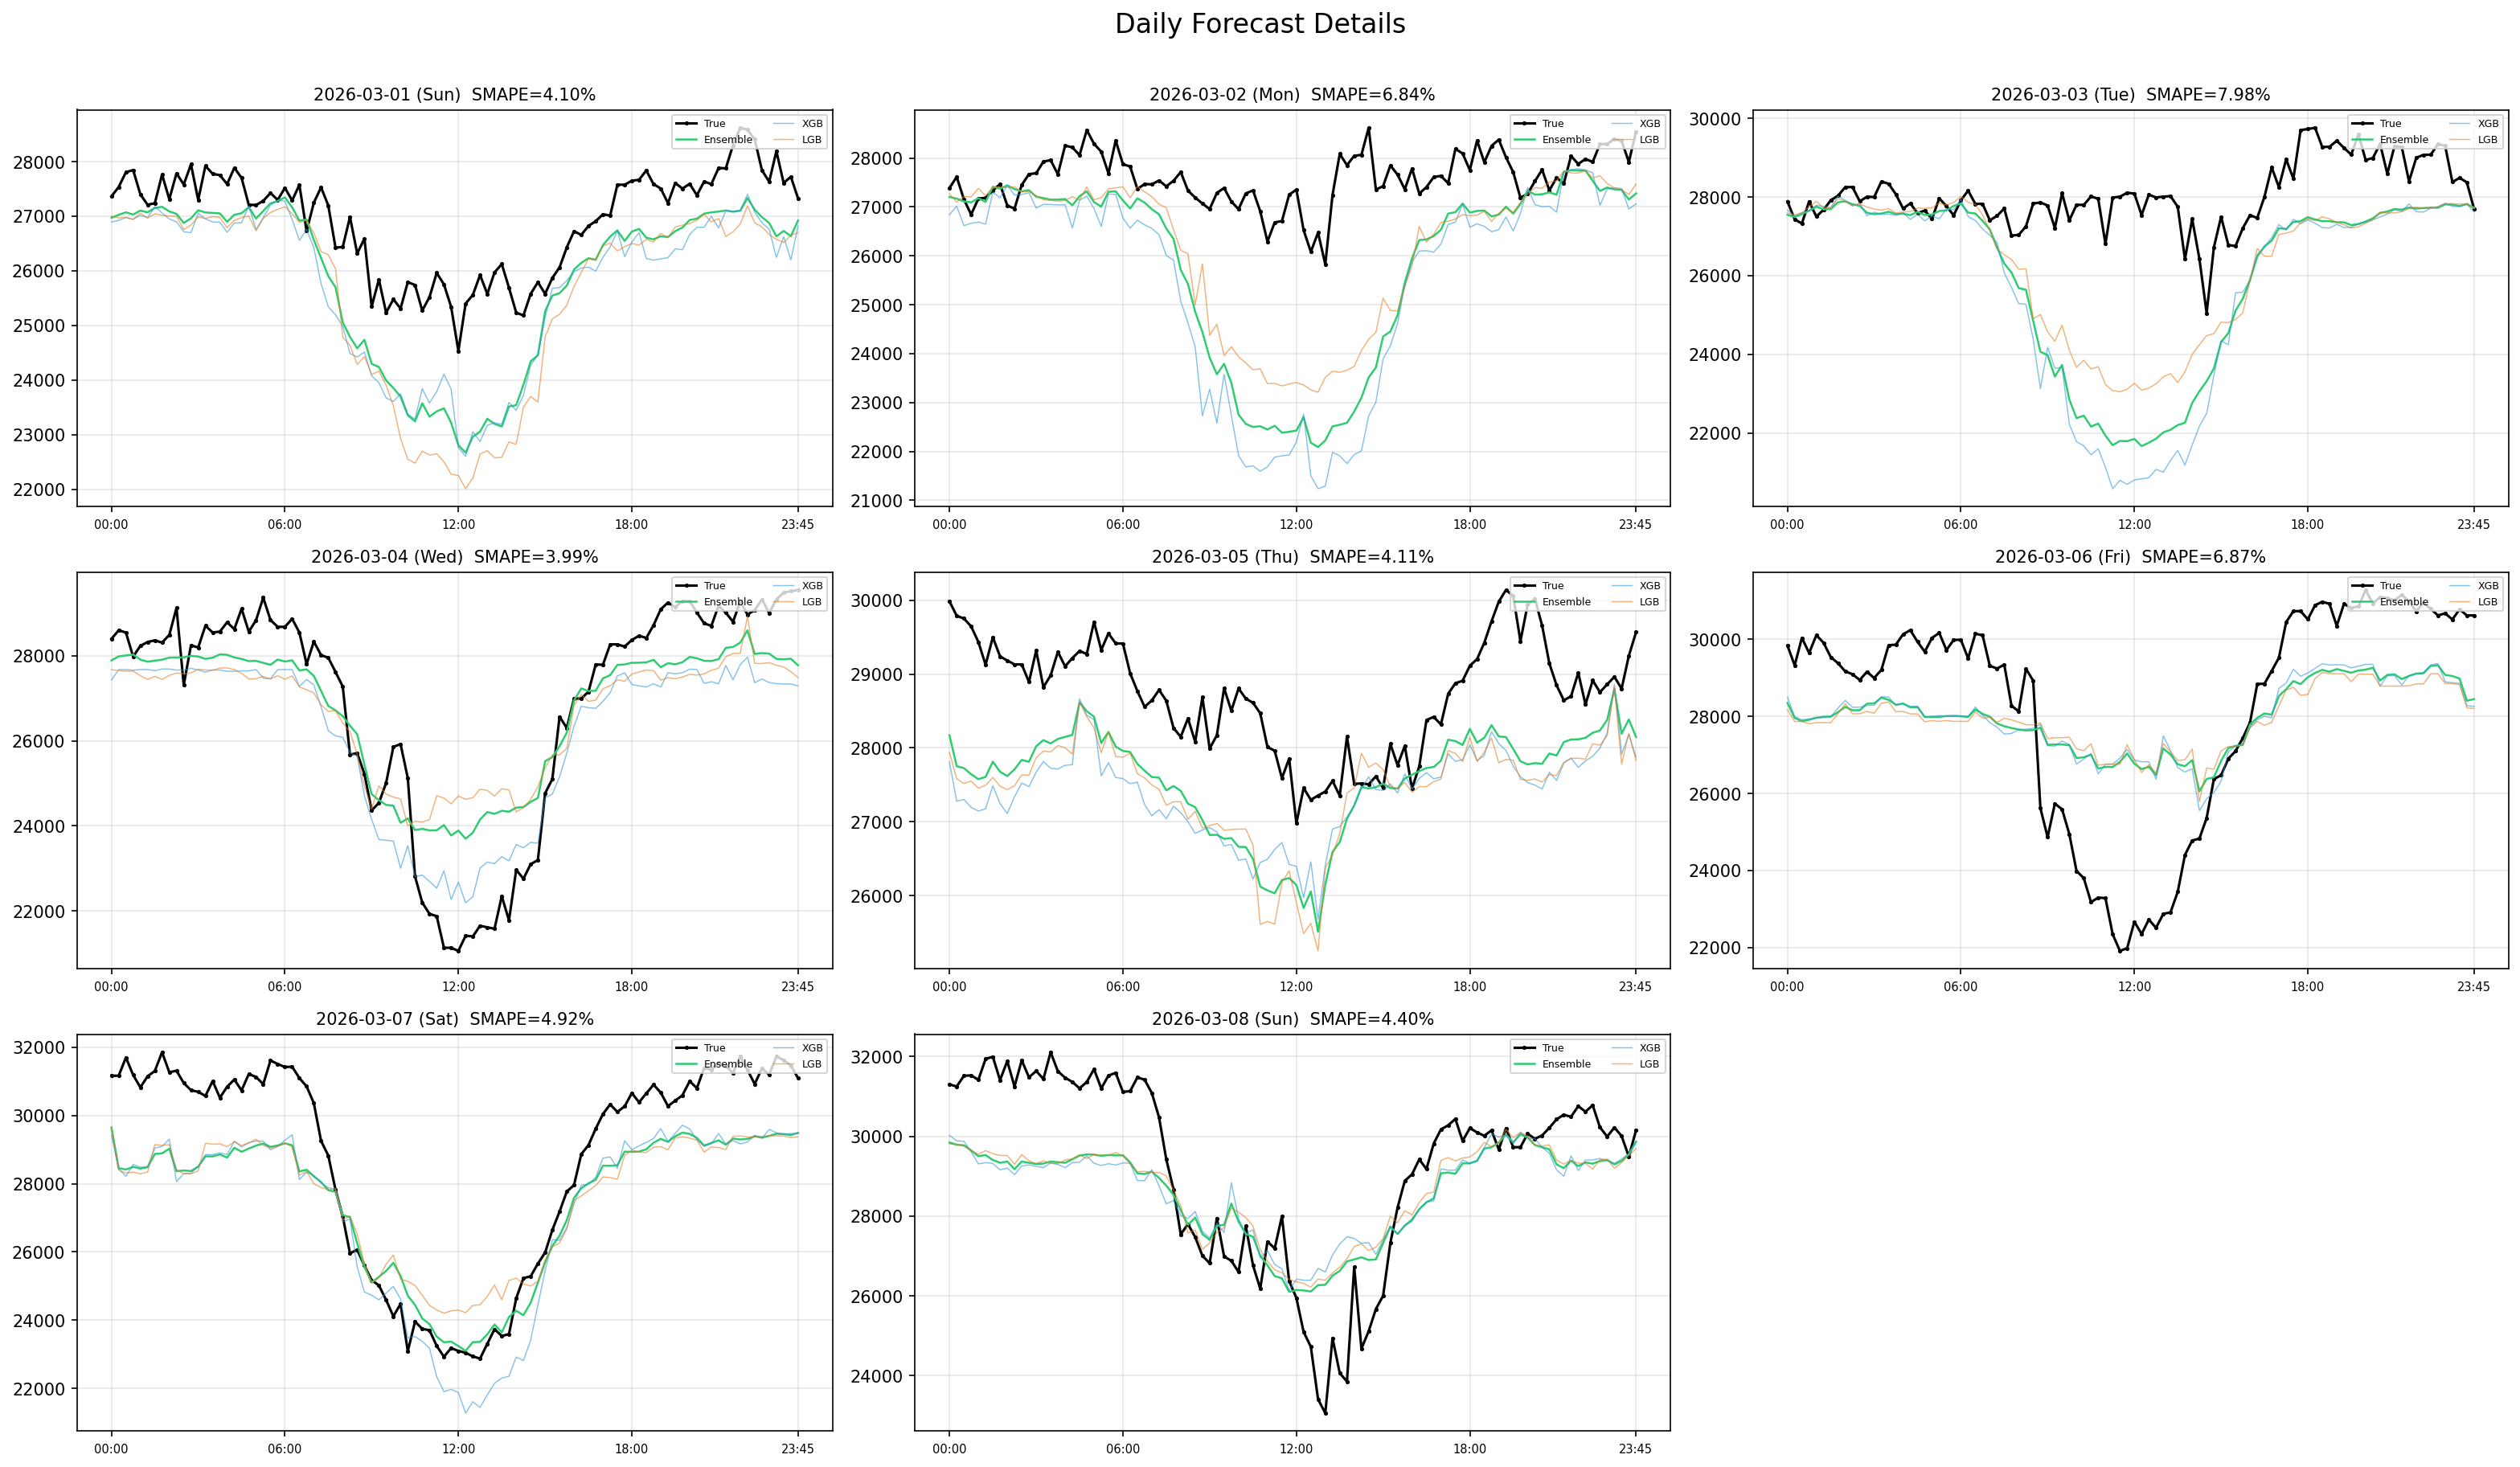 Daily Forecast Details
2026-03-01 (Sun)  SMAPE=4.10%
True
Ensemble
XGB
LGB
28000
27000
26000
25000
24000
23000
22000
00:00
06:00
12:00
18:00
23:45
2026-03-02 (Mon)  SMAPE=6.84%
True
Ensemble
XGB
LGB
28000
27000
26000
25000
24000
23000
22000
21000
00:00
06:00
12:00
18:00
23:45
2026-03-03 (Tue)  SMAPE=7.98%
True
Ensemble
XGB
LGB
30000
28000
26000
24000
22000
00:00
06:00
12:00
18:00
23:45
2026-03-04 (Wed)  SMAPE=3.99%
True
Ensemble
XGB
LGB
28000
26000
24000
22000
00:00
06:00
12:00
18:00
23:45
2026-03-05 (Thu)  SMAPE=4.11%
True
Ensemble
XGB
LGB
30000
29000
28000
27000
26000
00:00
06:00
12:00
18:00
23:45
2026-03-06 (Fri)  SMAPE=6.87%
True
Ensemble
XGB
LGB
30000
28000
26000
24000
22000
00:00
06:00
12:00
18:00
23:45
2026-03-07 (Sat)  SMAPE=4.92%
True
Ensemble
XGB
LGB
32000
30000
28000
26000
24000
22000
00:00
06:00
12:00
18:00
23:45
2026-03-08 (Sun)  SMAPE=4.40%
True
Ensemble
XGB
LGB
32000
30000
28000
26000
24000
00:00
06:00
12:00
18:00
23:45